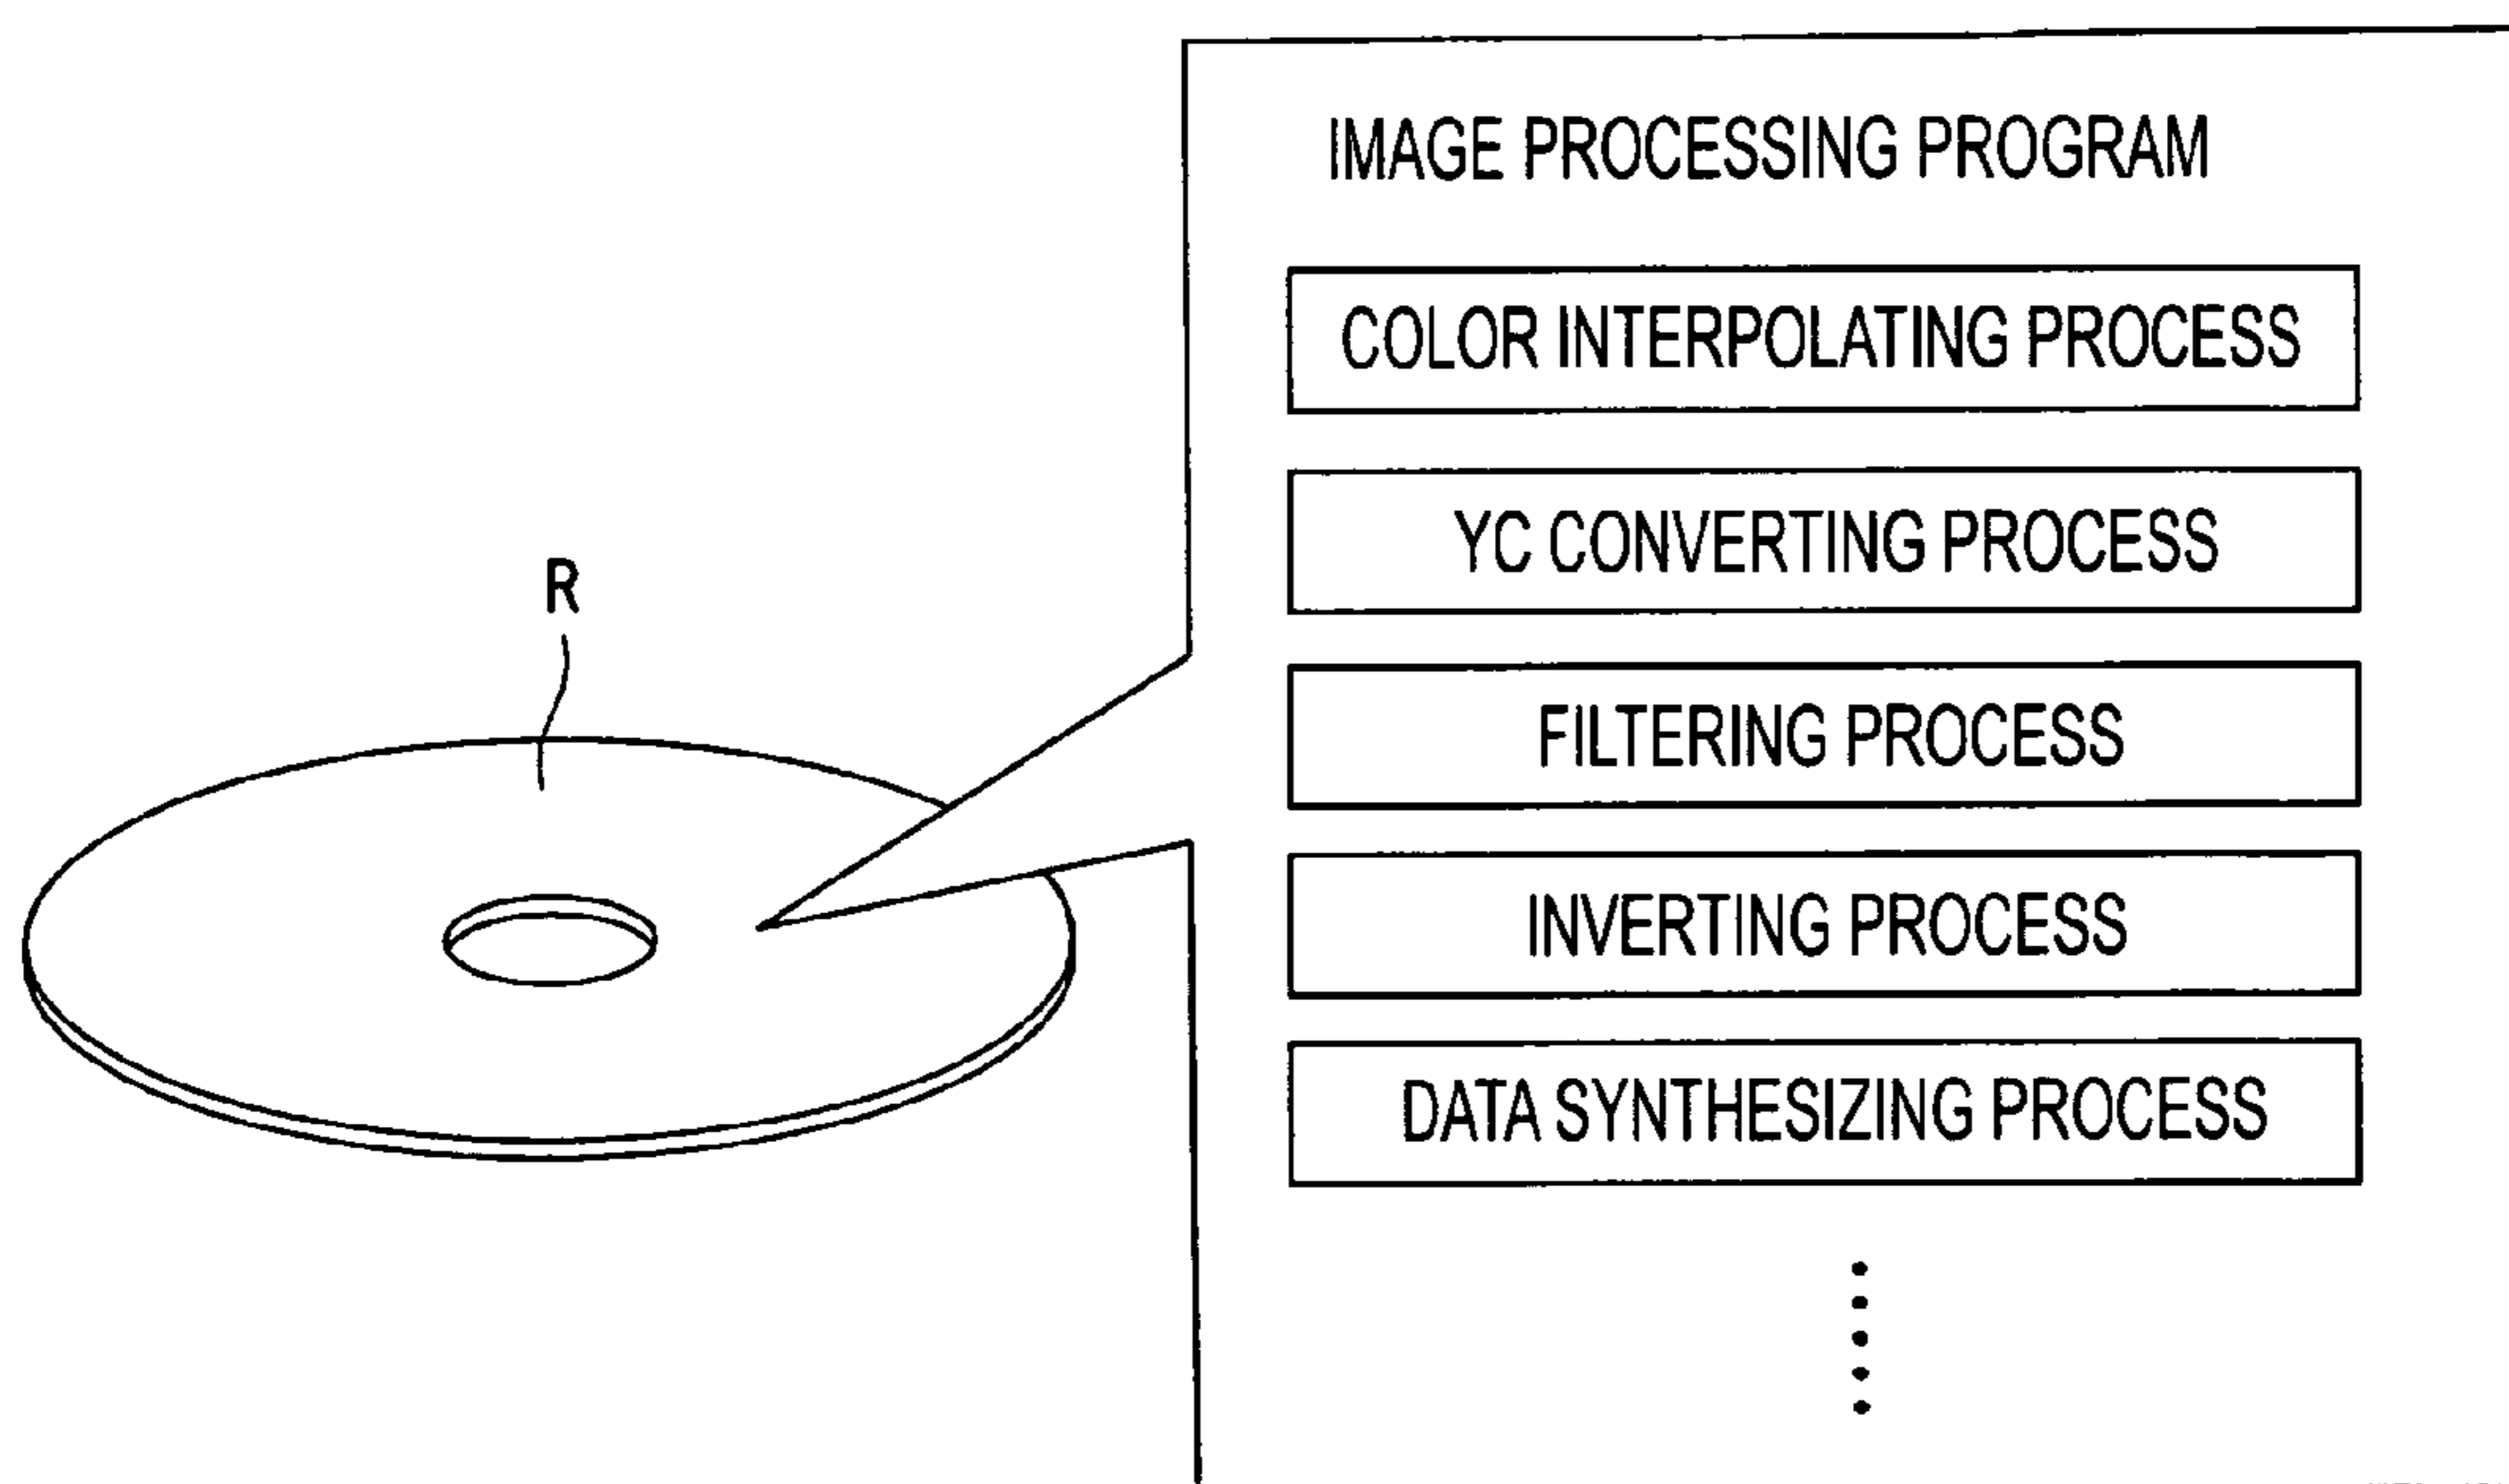 IMAGE PROCESSING PROGRAM
COLOR INTERPOLATING PROCESS
YC CONVERTING PROCESS
R
FILTERING PROCESS
INVERTING PROCESS
DATA SYNTHESIZING PROCESS